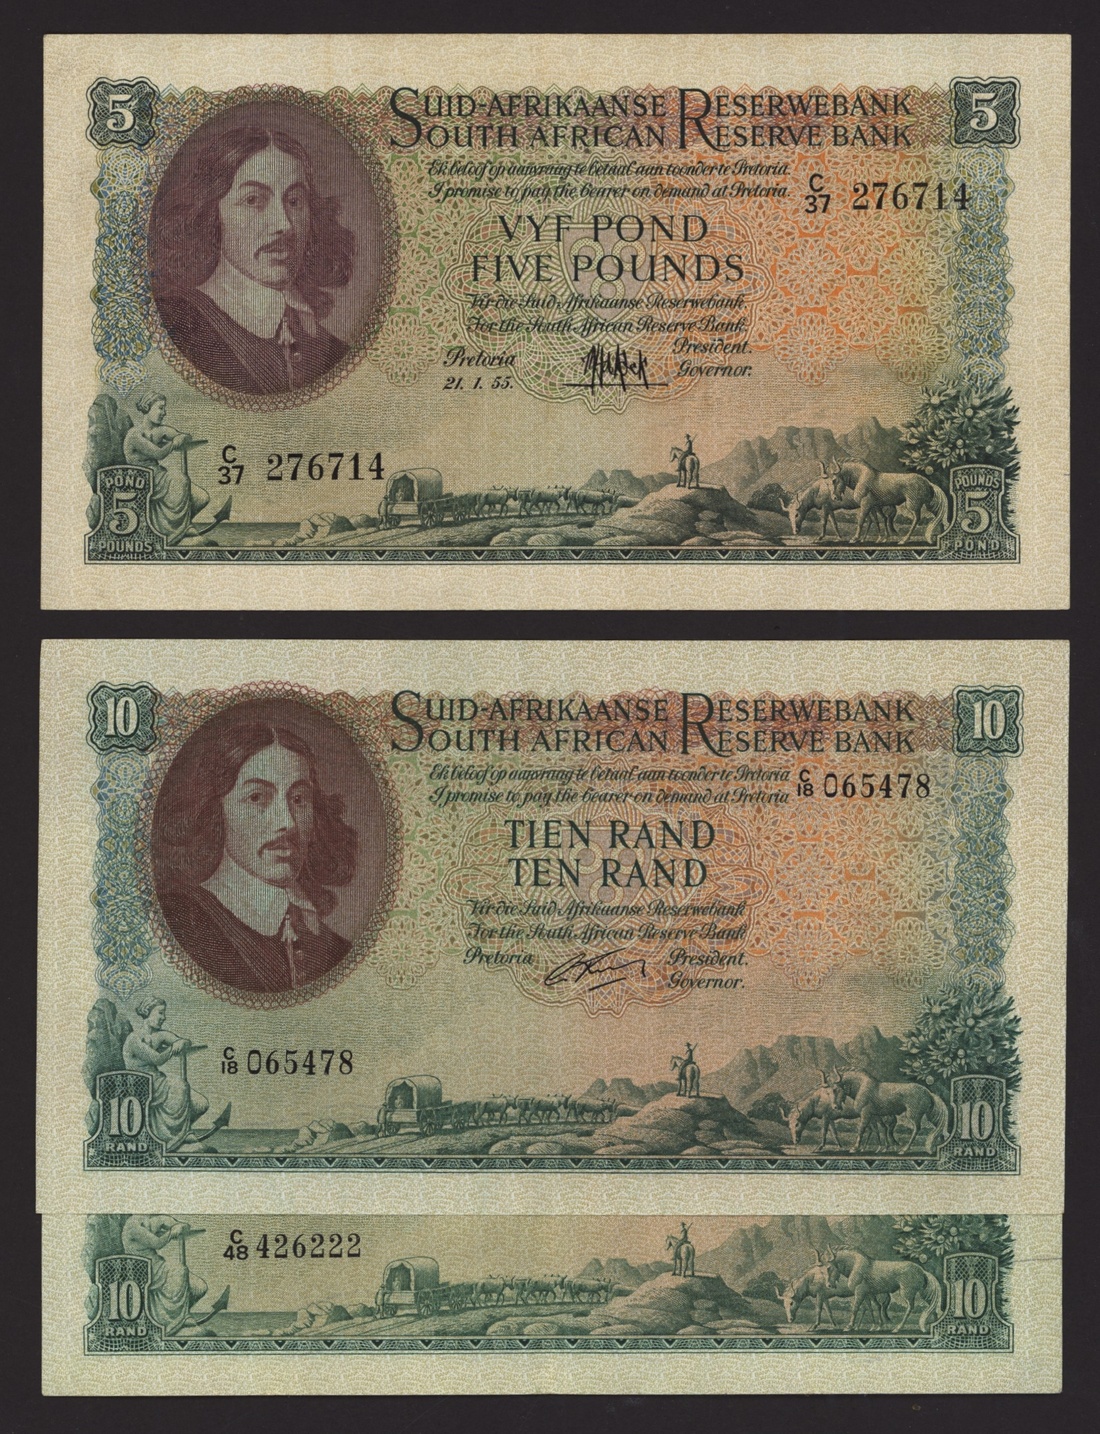 5 SUID-AFRIKAANSE RESERWEBANK 5
SOUTH AFRICAN RESERVE BANK
Ek beloof op aanvraag te betaal aan toonder te Pretoria.
I promise to pay the bearer on demand at Pretoria.
C/37 276714
VYF POND
FIVE POUNDS
Vir die Suid-Afrikaanse Reserwebank.
For the South African Reserve Bank.
Pretoria President.
21. 1. 55. Governor.
C/37 276714
POND POUNDS
5 5
POUNDS POND
10 SUID-AFRIKAANSE RESERWEBANK 10
SOUTH AFRICAN RESERVE BANK
Ek beloof op aanvraag te betaal aan toonder te Pretoria
I promise to pay the bearer on demand at Pretoria
C/18 065478
TIEN RAND
TEN RAND
Vir die Suid-Afrikaanse Reserwebank
For the South African Reserve Bank
Pretoria President.
Governor.
C/18 065478
10 10
RAND RAND
C/48 426222
10 10
RAND RAND